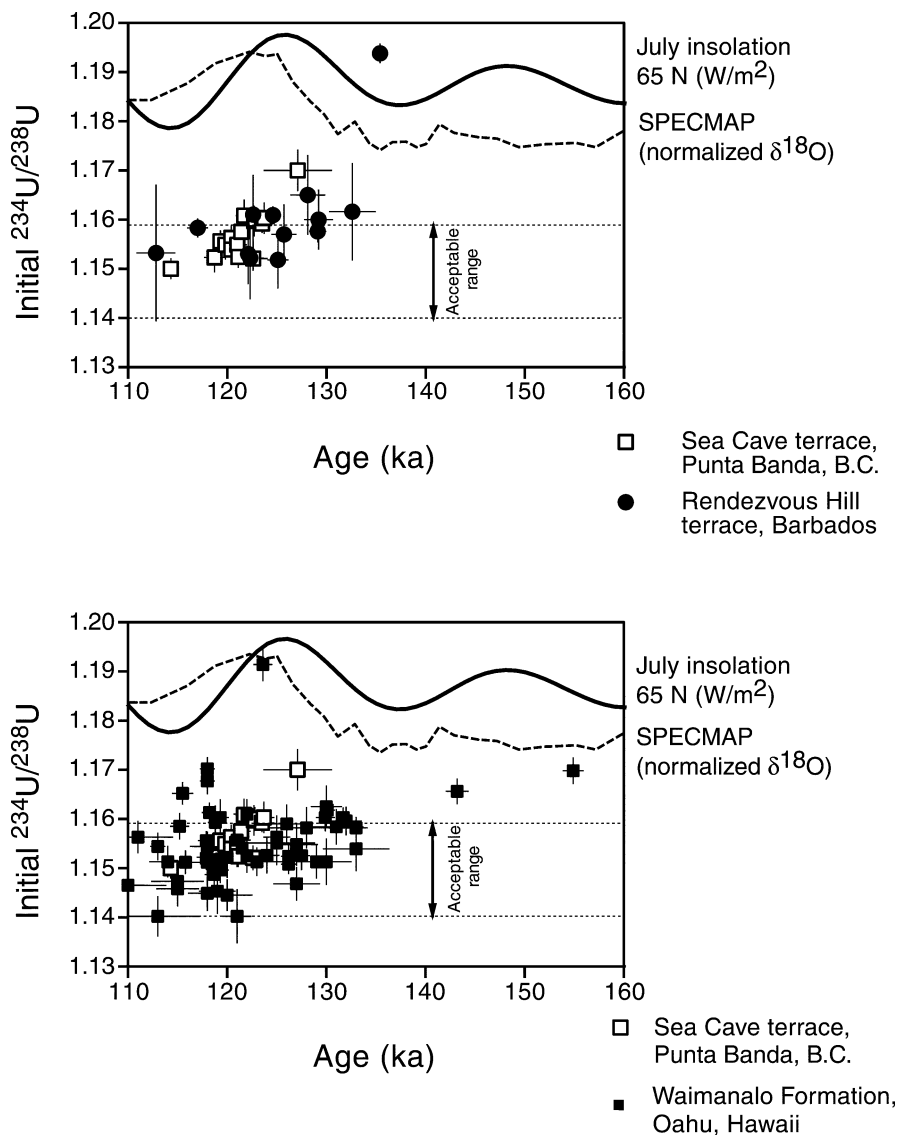 1.20
1.19
1.18
1.17
1.16
1.15
1.14
1.13
Initial 234U/238U
110 120 130 140 150 160
Age (ka)
Acceptable
range
July insolation
65 N (W/m2)
SPECMAP
(normalized δ18O)
Sea Cave terrace,
Punta Banda, B.C.
Rendezvous Hill
terrace, Barbados
1.20
1.19
1.18
1.17
1.16
1.15
1.14
1.13
Initial 234U/238U
110 120 130 140 150 160
Age (ka)
Acceptable
range
July insolation
65 N (W/m2)
SPECMAP
(normalized δ18O)
Sea Cave terrace,
Punta Banda, B.C.
Waimanalo Formation,
Oahu, Hawaii